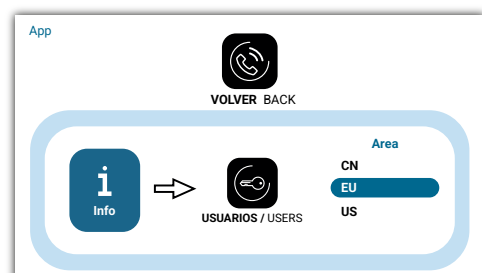 App
VOLVER BACK
Area
CN
EU
US
i
Info
USUARIOS / USERS